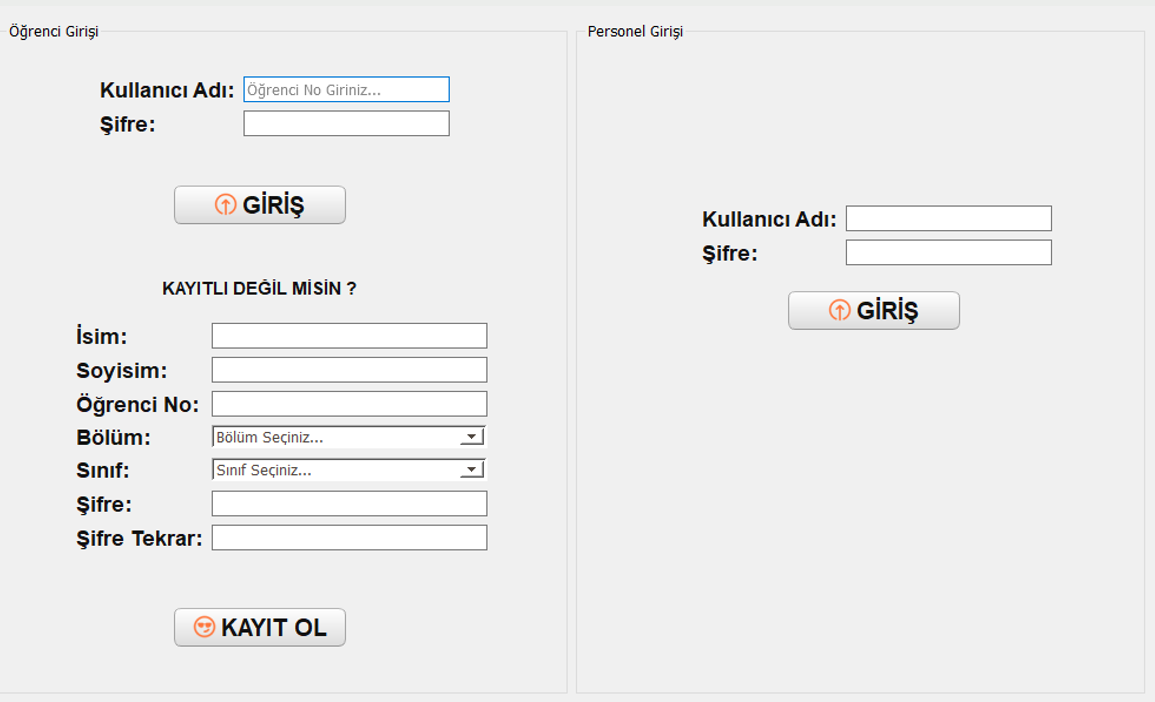 Öğrenci Girişi
Kullanıcı Adı: Öğrenci No Giriniz...
Şifre:
GİRİŞ
KAYITLI DEĞİL MİSİN ?
İsim:
Soyisim:
Öğrenci No:
Bölüm: Bölüm Seçiniz...
Sınıf: Sınıf Seçiniz...
Şifre:
Şifre Tekrar:
KAYIT OL
Personel Girişi
Kullanıcı Adı:
Şifre:
GİRİŞ